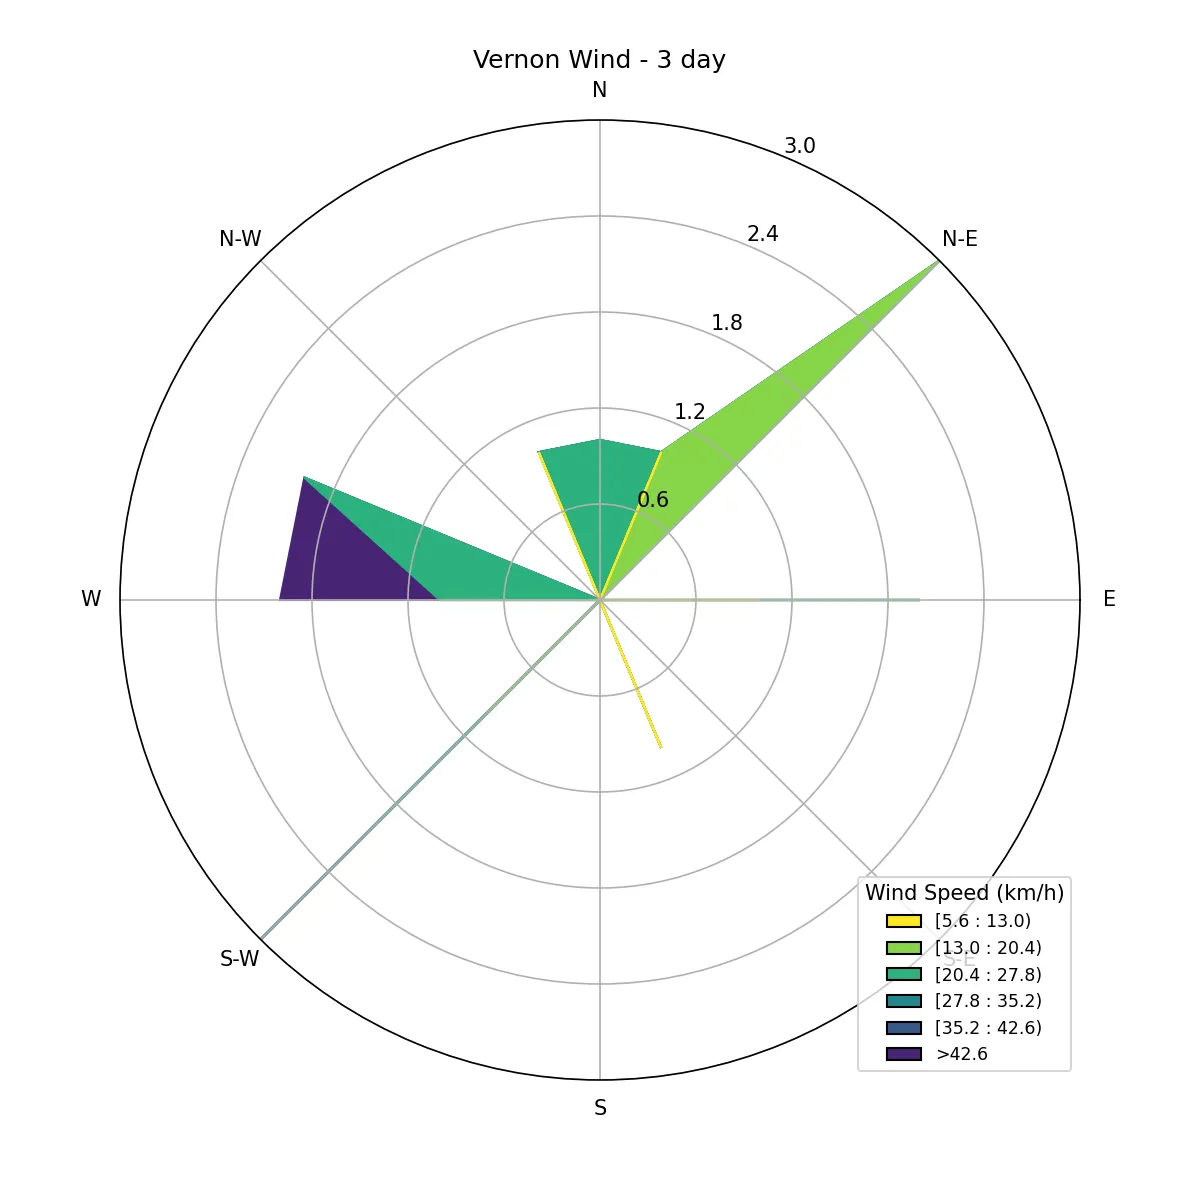 Vernon Wind - 3 day
N
3.0
N-W
2.4
N-E
1.8
1.2
0.6
W
E
S-W
S-E
S
Wind Speed (km/h)
[5.6 : 13.0)
[13.0 : 20.4)
[20.4 : 27.8)
[27.8 : 35.2)
[35.2 : 42.6)
>42.6